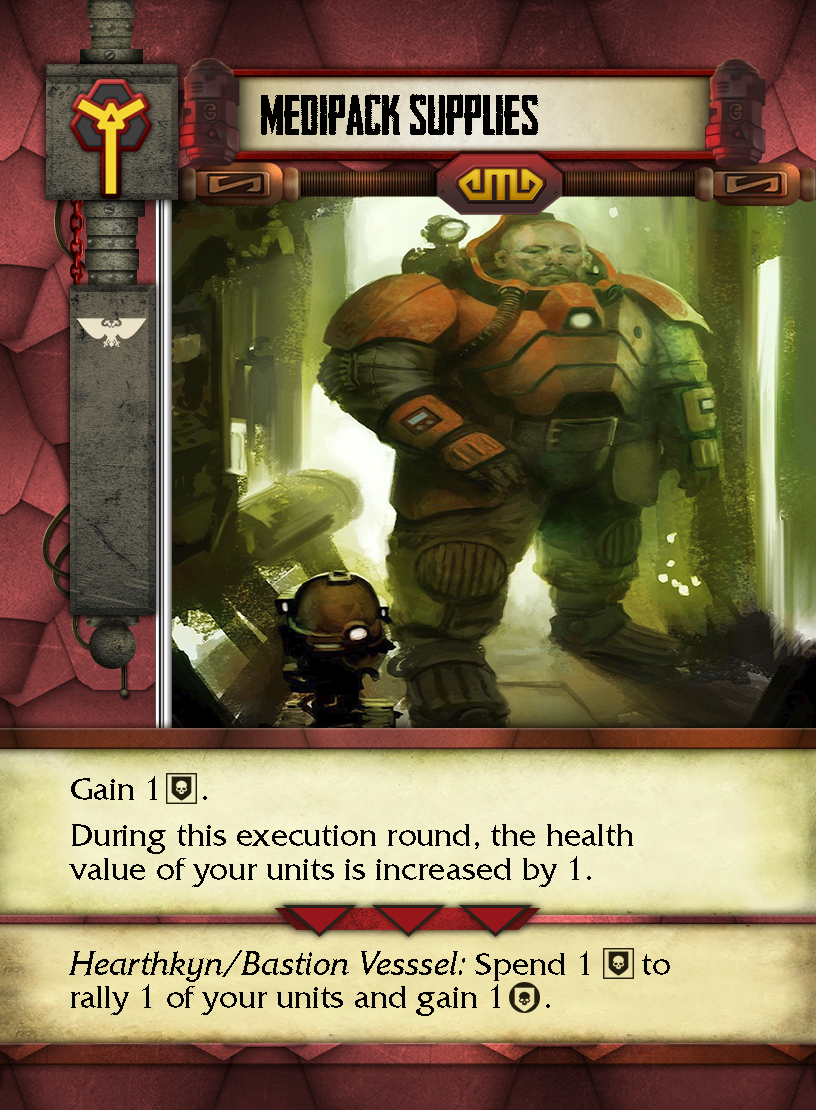 MEDIPACK SUPPLIES
Gain 1 .
During this execution round, the health
value of your units is increased by 1.
Hearthkyn/Bastion Vesssel: Spend 1 to
rally 1 of your units and gain 1 .